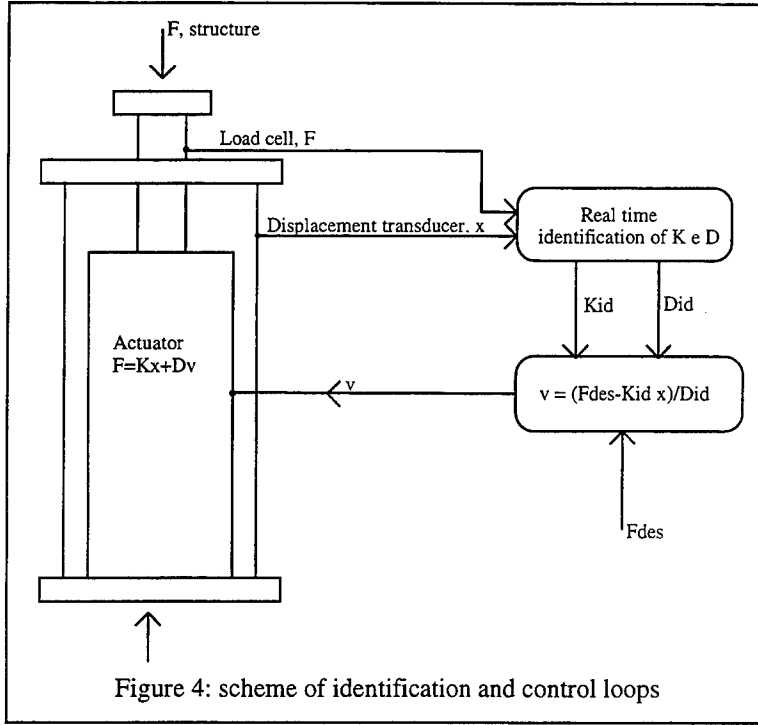 F, structure
Load cell, F
Displacement transducer, x
Real time
identification of K e D
Kid
Did
Actuator
F=Kx+Dv
v
v = (Fdes-Kid x)/Did
Fdes
Figure 4: scheme of identification and control loops